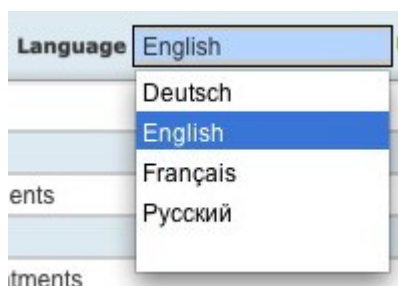 Language English
Deutsch
English
Français
Русский
ents
tments